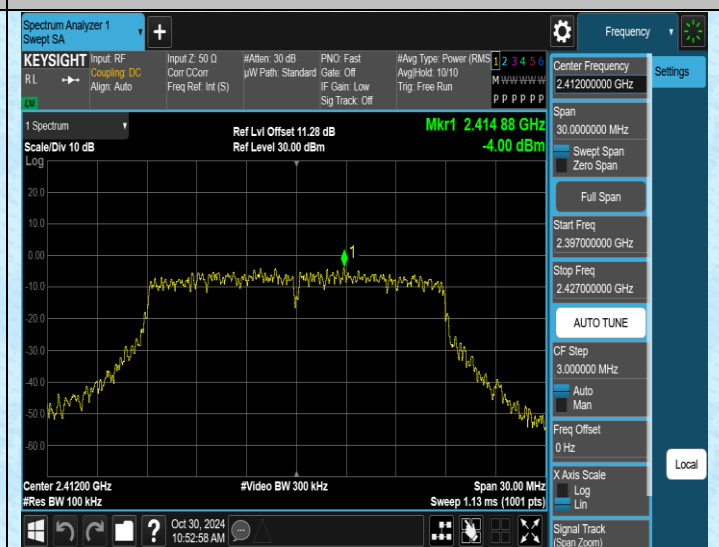 Spectrum Analyzer 1
Swept SA
+
Frequency
KEYSIGHT
RL
LXI
Input: RF
Coupling: DC
Align: Auto
Input Z: 50 Ω
Corr CCorr
Freq Ref: Int (S)
#Atten: 30 dB
µW Path: Standard
PNO: Fast
Gate: Off
IF Gain: Low
Sig Track: Off
#Avg Type: Power (RMS
Avg|Hold: 10/10
Trig: Free Run
1 2 3 4 5 6
M W W W W W
P P P P P P
1 Spectrum
Scale/Div 10 dB
Log
Ref Lvl Offset 11.28 dB
Ref Level 30.00 dBm
Mkr1 2.414 88 GHz
-4.00 dBm
1
20.0
10.0
0.00
-10.0
-20.0
-30.0
-40.0
-50.0
-60.0
Center 2.41200 GHz
#Res BW 100 kHz
#Video BW 300 kHz
Span 30.00 MHz
Sweep 1.13 ms (1001 pts)
Oct 30, 2024
10:52:58 AM
?
Center Frequency
2.412000000 GHz
Settings
Span
30.0000000 MHz
Swept Span
Zero Span
Full Span
Start Freq
2.397000000 GHz
Stop Freq
2.427000000 GHz
AUTO TUNE
CF Step
3.000000 MHz
Auto
Man
Freq Offset
0 Hz
X Axis Scale
Log
Lin
Local
Signal Track
(Span Zoom)